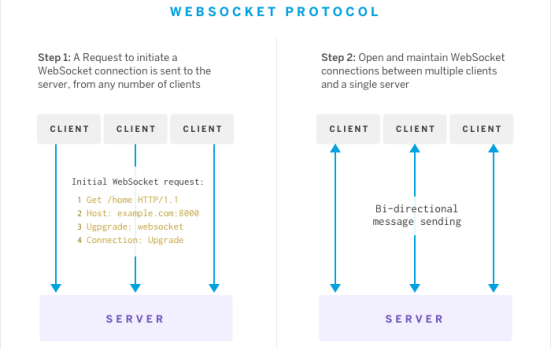 WEBSOCKET PROTOCOL
Step 1: A Request to initiate a
WebSocket connection is sent to the
server, from any number of clients
CLIENT CLIENT CLIENT
Initial WebSocket request:
1 Get /home HTTP/1.1
2 Host: example.com:8000
3 Ugpgrade: websocket
4 Connection: Upgrade
SERVER
Step 2: Open and maintain WebSocket
connections between multiple clients
and a single server
CLIENT CLIENT CLIENT
Bi-directional
message sending
SERVER